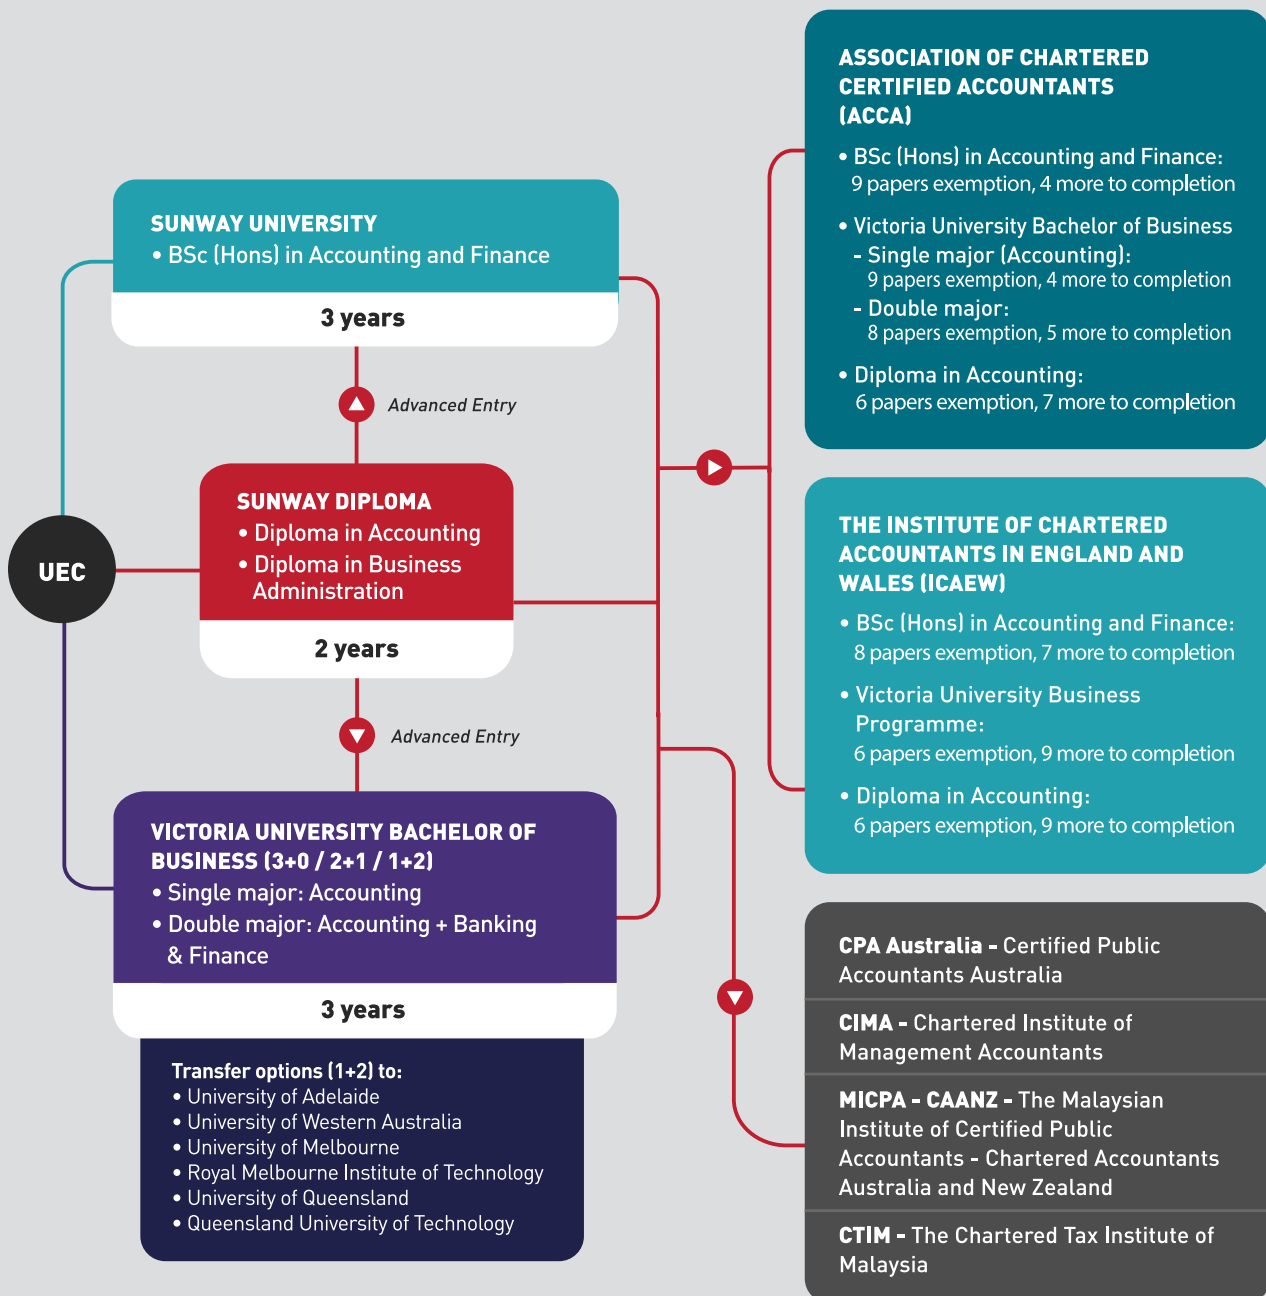 UEC
SUNWAY UNIVERSITY
• BSc (Hons) in Accounting and Finance
3 years
Advanced Entry
SUNWAY DIPLOMA
• Diploma in Accounting
• Diploma in Business
Administration
2 years
Advanced Entry
VICTORIA UNIVERSITY BACHELOR OF
BUSINESS (3+0 / 2+1 / 1+2)
• Single major: Accounting
• Double major: Accounting + Banking
& Finance
3 years
Transfer options (1+2) to:
• University of Adelaide
• University of Western Australia
• University of Melbourne
• Royal Melbourne Institute of Technology
• University of Queensland
• Queensland University of Technology
ASSOCIATION OF CHARTERED
CERTIFIED ACCOUNTANTS
(ACCA)
• BSc (Hons) in Accounting and Finance:
9 papers exemption, 4 more to completion
• Victoria University Bachelor of Business
- Single major (Accounting):
9 papers exemption, 4 more to completion
- Double major:
8 papers exemption, 5 more to completion
• Diploma in Accounting:
6 papers exemption, 7 more to completion
THE INSTITUTE OF CHARTERED
ACCOUNTANTS IN ENGLAND AND
WALES (ICAEW)
• BSc (Hons) in Accounting and Finance:
8 papers exemption, 7 more to completion
• Victoria University Business
Programme:
6 papers exemption, 9 more to completion
• Diploma in Accounting:
6 papers exemption, 9 more to completion
CPA Australia - Certified Public
Accountants Australia
CIMA - Chartered Institute of
Management Accountants
MICPA - CAANZ - The Malaysian
Institute of Certified Public
Accountants - Chartered Accountants
Australia and New Zealand
CTIM - The Chartered Tax Institute of
Malaysia